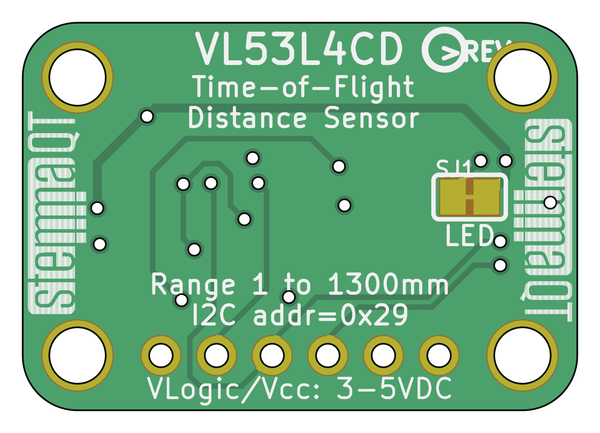 VL53L4CD
>REV
Time-of-Flight
Distance Sensor
stemmaQT
stemmaQT
SJ1
LED
Range 1 to 1300mm
I2C addr=0x29
VLogic/Vcc: 3-5VDC